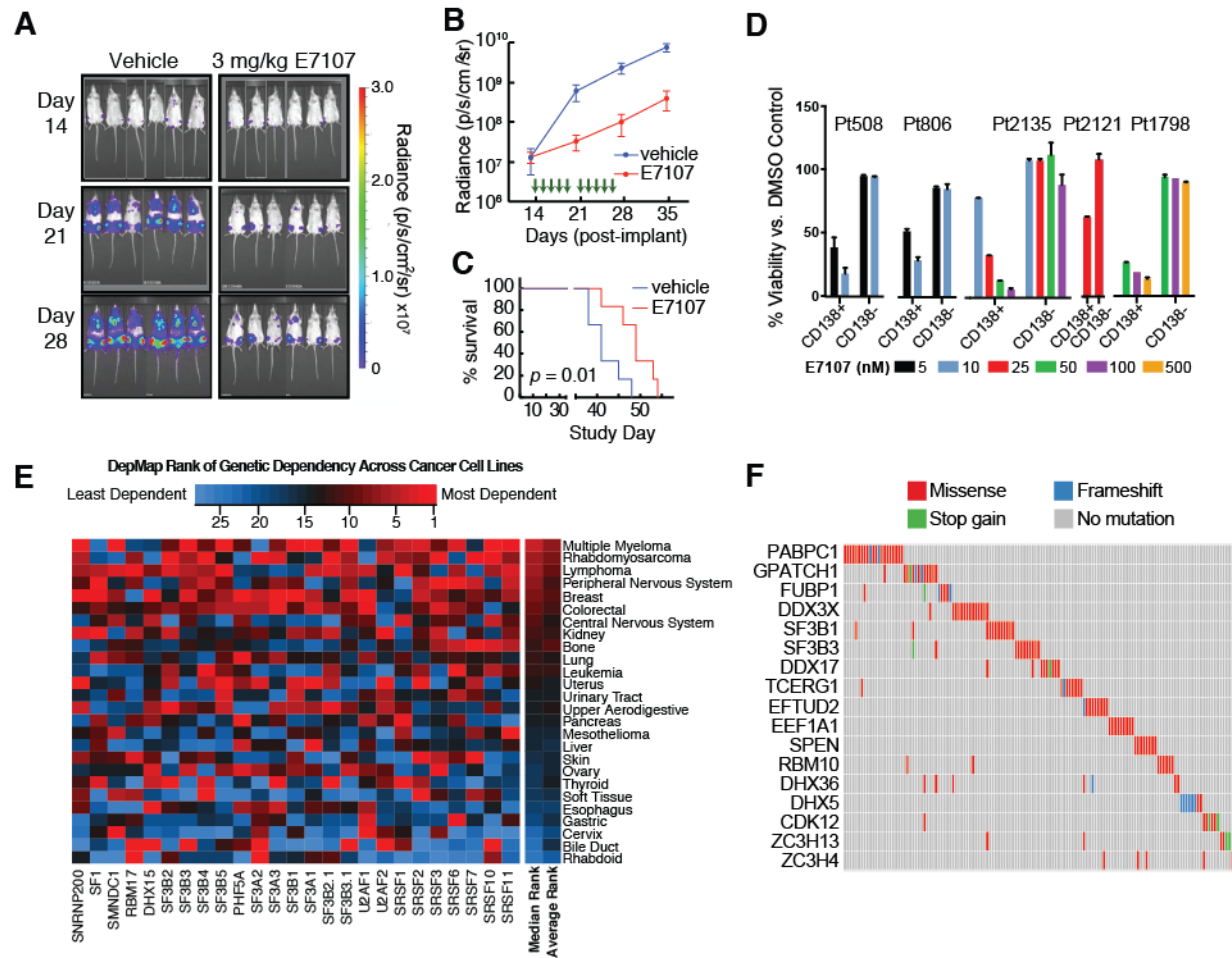 A
Vehicle
3 mg/kg E7107
Day
14
Day
21
Day
28
3.0
2.0
1.0
0
Radiance (p/s/cm²/sr) x10⁷
B
Radiance (p/s/cm /sr)
10¹⁰
10⁹
10⁸
10⁷
10⁶
vehicle
E7107
14
21
28
35
Days (post-implant)
C
% survival
100
80
60
40
20
0
vehicle
E7107
p = 0.01
10
30
40
50
Study Day
D
% Viability vs. DMSO Control
150
100
50
0
Pt508
Pt806
Pt2135
Pt2121
Pt1798
CD138+
CD138-
CD138+
CD138-
CD138+
CD138-
CD138+
CD138-
CD138+
CD138-
E7107 (nM)
5
10
25
50
100
500
E
DepMap Rank of Genetic Dependency Across Cancer Cell Lines
Least Dependent
Most Dependent
25
20
15
10
5
1
Multiple Myeloma
Rhabdomyosarcoma
Lymphoma
Peripheral Nervous System
Breast
Colorectal
Central Nervous System
Kidney
Bone
Lung
Leukemia
Uterus
Urinary Tract
Upper Aerodigestive
Pancreas
Mesothelioma
Liver
Skin
Ovary
Thyroid
Soft Tissue
Esophagus
Gastric
Cervix
Bile Duct
Rhabdoid
SNRNP200
SF1
SMNDC1
RBM17
DHX15
SF3B2
SF3B3
SF3B4
SF3B5
PHF5A
SF3A2
SF3A3
SF3B1
SF3A1
SF3B2.1
SF3B3.1
U2AF1
U2AF2
SRSF1
SRSF2
SRSF3
SRSF6
SRSF7
SRSF10
SRSF11
Median Rank
Average Rank
F
Missense
Frameshift
Stop gain
No mutation
PABPC1
GPATCH1
FUBP1
DDX3X
SF3B1
SF3B3
DDX17
TCERG1
EFTUD2
EEF1A1
SPEN
RBM10
DHX36
DHX5
CDK12
ZC3H13
ZC3H4